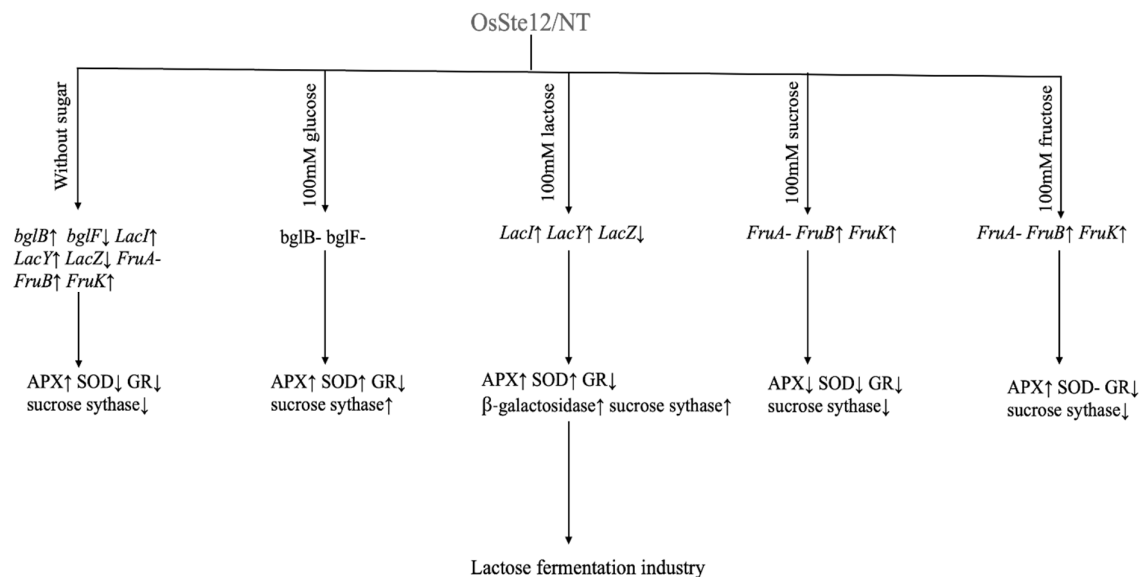 OsSte12/NT
Without sugar
100mM glucose
100mM lactose
100mM sucrose
100mM fructose
bglB↑ bglF↓ LacI↑
LacY↑ LacZ↓ FruA-
FruB↑ FruK↑
bglB- bglF-
LacI↑ LacY↑ LacZ↓
FruA- FruB↑ FruK↑
FruA- FruB↑ FruK↑
APX↑ SOD↓ GR↓
sucrose sythase↓
APX↑ SOD↑ GR↓
sucrose sythase↑
APX↑ SOD↑ GR↓
β-galactosidase↑ sucrose sythase↑
APX↓ SOD↓ GR↓
sucrose sythase↓
APX↑ SOD- GR↓
sucrose sythase↓
Lactose fermentation industry